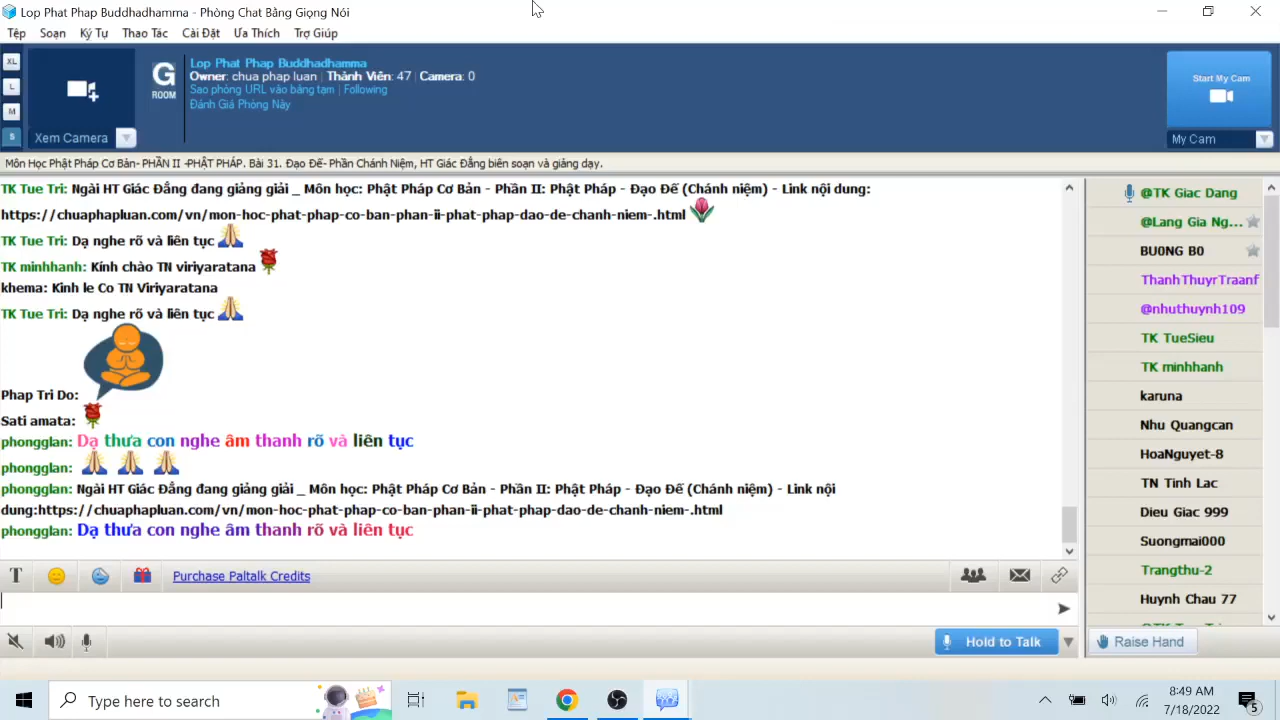 Lop Phat Phap Buddhadhamma - Phòng Chat Bằng Giọng Nói
Tệp Soạn Ký Tự Thao Tác Cài Đặt Ưa Thích Trợ Giúp
XL
L
M
S
Xem Camera
G
ROOM
Lop Phat Phap Buddhadhamma
Owner: chua phap luan | Thành Viên: 47 | Camera: 0
Sao phòng URL vào bảng tạm | Following
Đánh Giá Phòng Này
Start My Cam
My Cam
Môn Học Phật Pháp Cơ Bản- PHẦN II -PHẬT PHÁP. Bài 31. Đạo Đế- Phần Chánh Niệm, HT Giác Đẳng biên soạn và giảng dạy.
TK Tue Tri: Ngài HT Giác Đẳng đang giảng giải _ Môn học: Phật Pháp Cơ Bản - Phần II: Phật Pháp - Đạo Đế (Chánh niệm) - Link nội dung:
https://chuaphapluan.com/vn/mon-hoc-phat-phap-co-ban-phan-ii-phat-phap-dao-de-chanh-niem-.html
TK Tue Tri: Dạ nghe rõ và liên tục
TK minhhanh: Kính chào TN viriyaratana
khema: Kinh le Co TN Viriyaratana
TK Tue Tri: Dạ nghe rõ và liên tục
Phap Tri Do:
Sati amata:
phongglan: Dạ thưa con nghe âm thanh rõ và liên tục
phongglan:
phongglan: Ngài HT Giác Đẳng đang giảng giải _ Môn học: Phật Pháp Cơ Bản - Phần II: Phật Pháp - Đạo Đế (Chánh niệm) - Link nội
dung:https://chuaphapluan.com/vn/mon-hoc-phat-phap-co-ban-phan-ii-phat-phap-dao-de-chanh-niem-.html
phongglan: Dạ thưa con nghe âm thanh rõ và liên tục
@TK Giac Dang
@Lang Gia Ng...
BU0NG B0
ThanhThuyrTraanf
@nhuthuynh109
TK TueSieu
TK minhhanh
karuna
Nhu Quangcan
HoaNguyet-8
TN Tinh Lac
Dieu Giac 999
Suongmai000
Trangthu-2
Huynh Chau 77
T
Purchase Paltalk Credits
Hold to Talk
Raise Hand
Type here to search
8:49 AM
7/18/2022
5